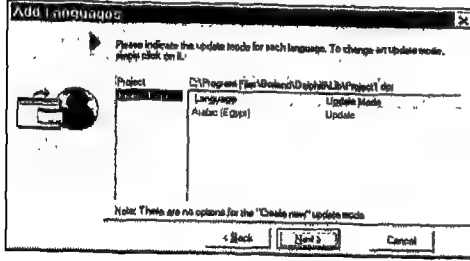 Add Languages
Please indicate the update mode for each language. To change an update mode,
simply click on it.
Project
C:\Program Files\Borland\Delphi6\Lib\Project1.dpr
Language Update Mode
Arabic (Egypt) Update
Note: There are no options for the "Create new" update mode
< Back Next > Cancel